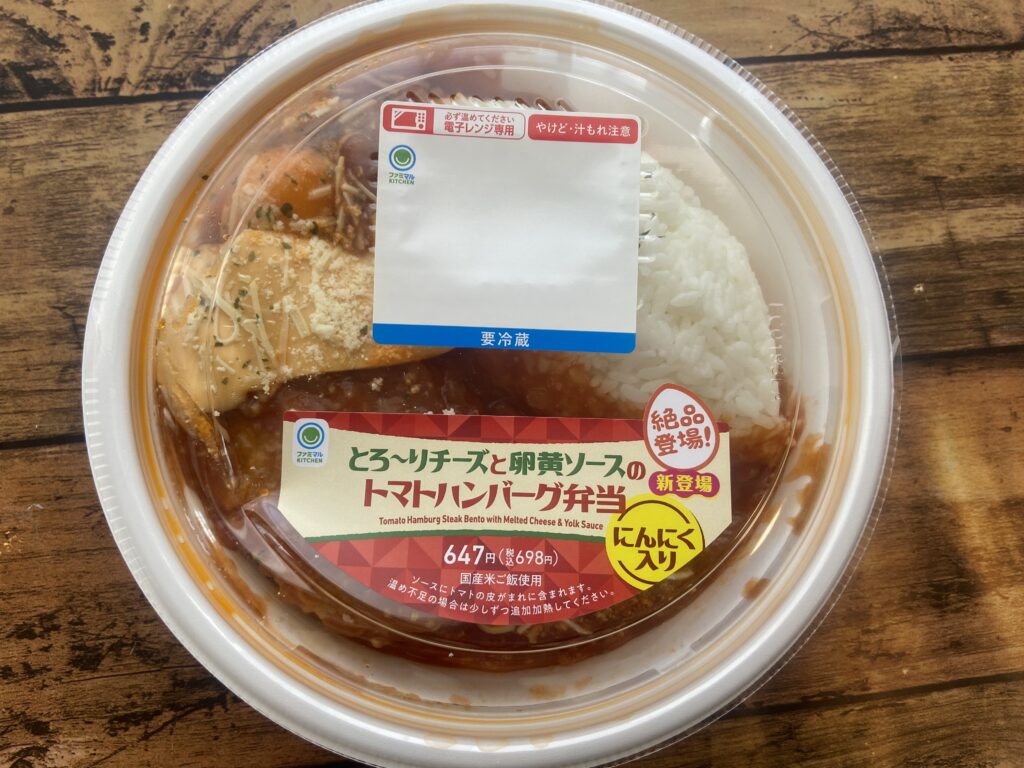 必ず温めてください
電子レンジ専用
やけど・汁もれ注意
ファミマル
KITCHEN
要冷蔵
絶品
登場!
新登場
ファミマル
KITCHEN
とろ〜りチーズと卵黄ソースの
トマトハンバーグ弁当
Tomato Hamburg Steak Bento with Melted Cheese & Yolk Sauce
にんにく
入り
647円(税込698円)
国産米ご飯使用
ソースにトマトの皮がまれに含まれます。
温め不足の場合は少しずつ追加加熱してください。